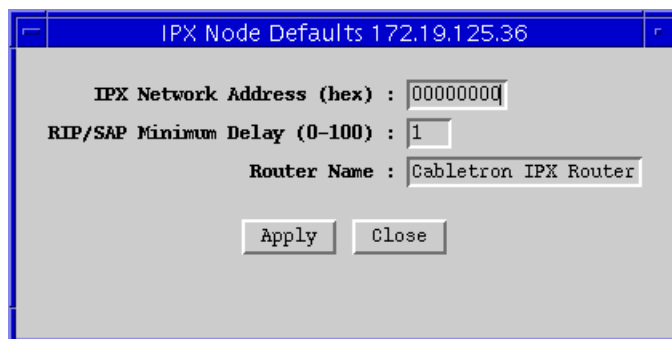 IPX Node Defaults 172.19.125.36
IPX Network Address (hex) : 00000000
RIP/SAP Minimum Delay (0-100) : 1
Router Name : Cabletron IPX Router
Apply Close